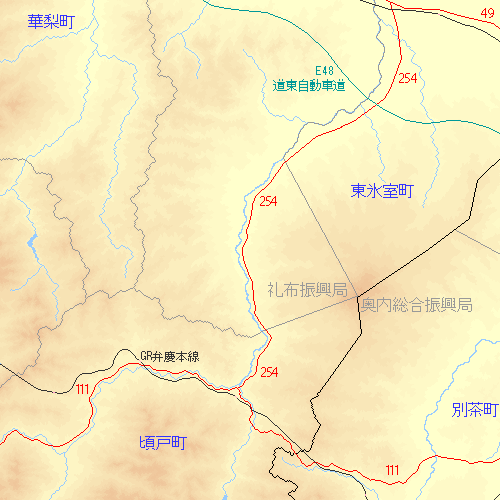 華梨町
49
E48
道東自動車道
254
東氷室町
254
礼布振興局
奥内総合振興局
GR弁慶本線
254
111
別茶町
頃戸町
111